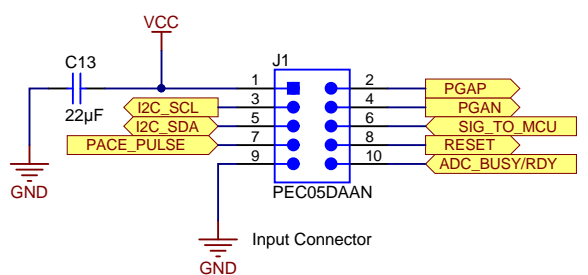 VCC
C13
22µF
GND
J1
1 2 PGAP
I2C_SCL 3 4 PGAN
I2C_SDA 5 6 SIG_TO_MCU
PACE_PULSE 7 8 RESET
9 10 ADC_BUSY/RDY
PEC05DAAN
GND
Input Connector